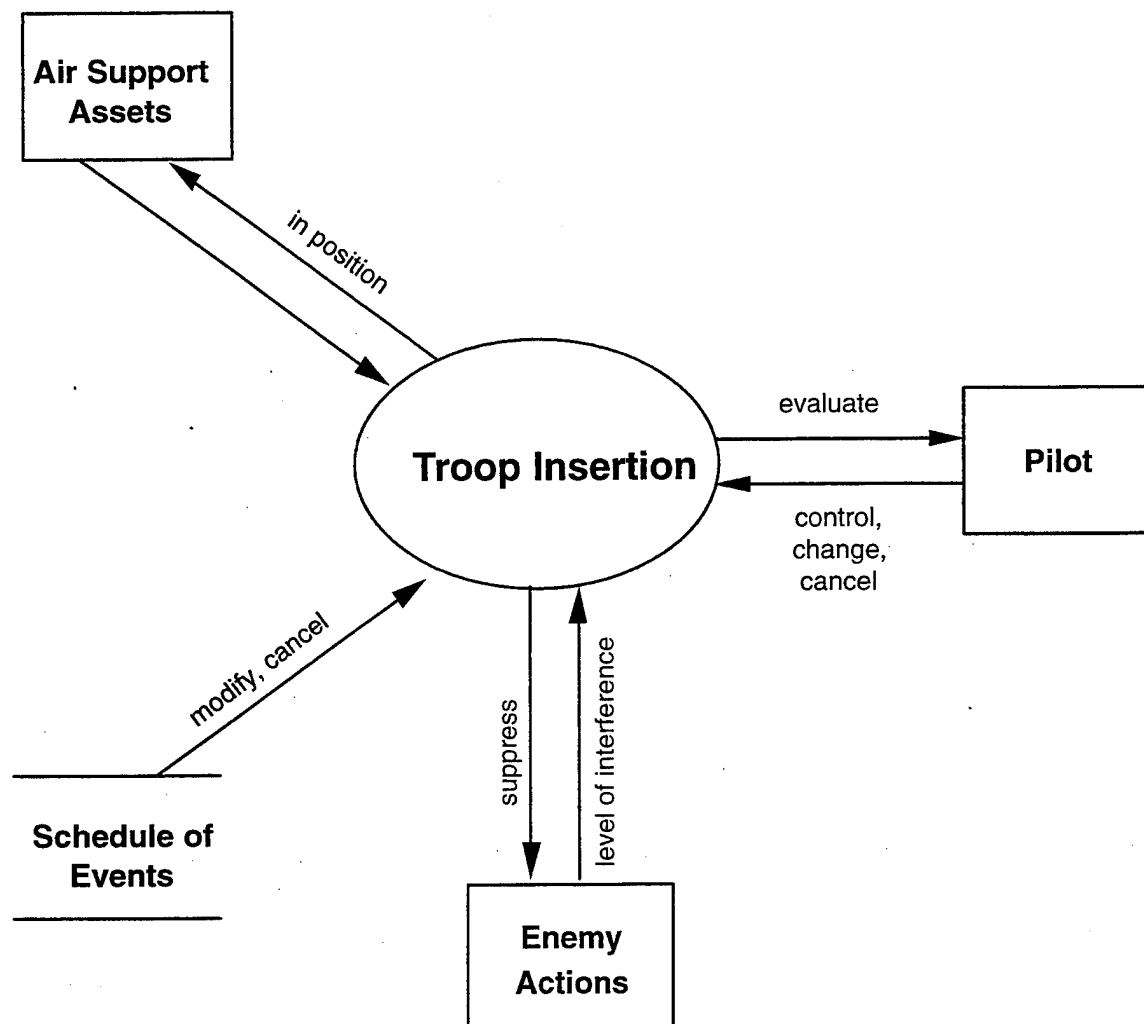 Air Support
Assets
in position
Troop Insertion
evaluate
Pilot
control,
change,
cancel
modify, cancel
suppress
level of interference
Schedule of
Events
Enemy
Actions